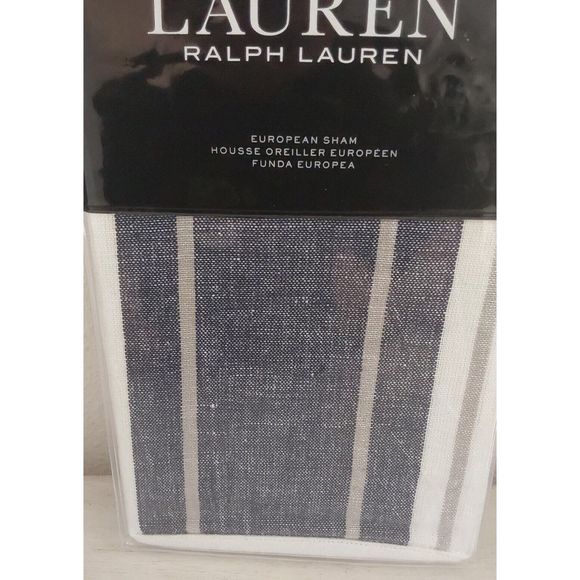 LAUREN
RALPH LAUREN
EUROPEAN SHAM
HOUSSE OREILLER EUROPÉEN
FUNDA EUROPEA